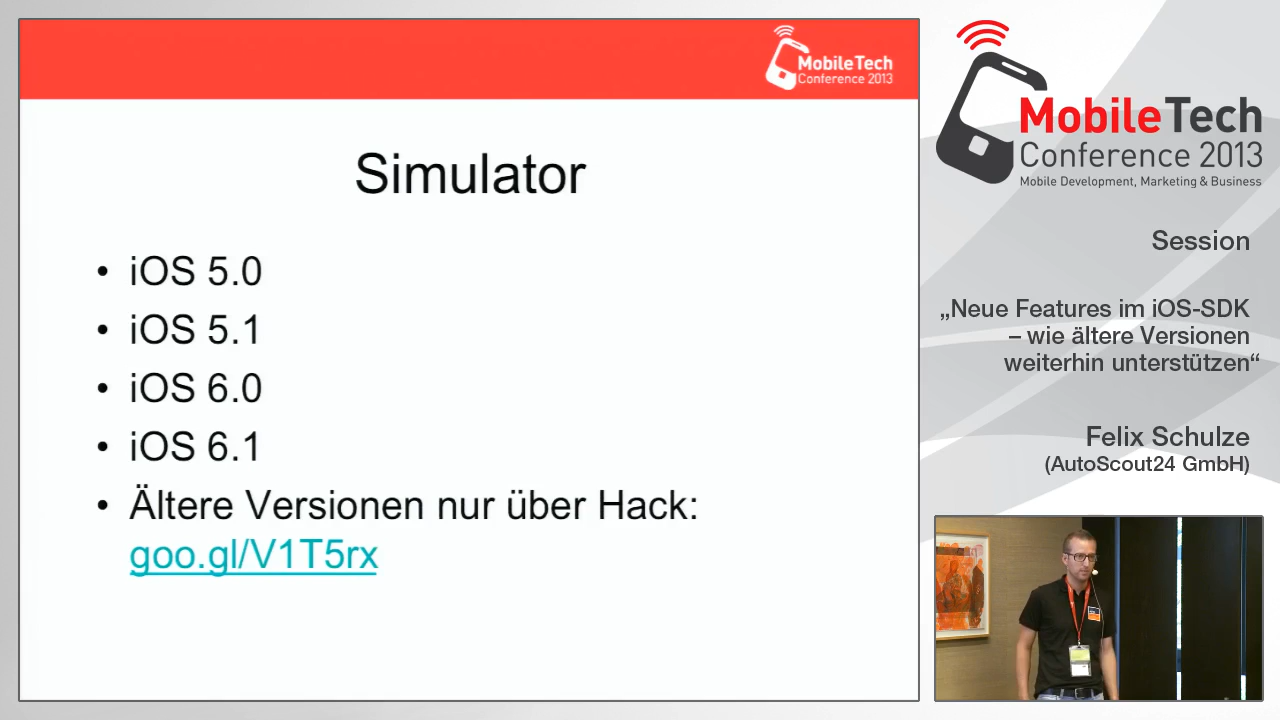 MobileTech
Conference 2013
Simulator
• iOS 5.0
• iOS 5.1
• iOS 6.0
• iOS 6.1
• Ältere Versionen nur über Hack:
goo.gl/V1T5rx
MobileTech
Conference 2013
Mobile Development, Marketing & Business
Session
„Neue Features im iOS-SDK
– wie ältere Versionen
weiterhin unterstützen“
Felix Schulze
(AutoScout24 GmbH)